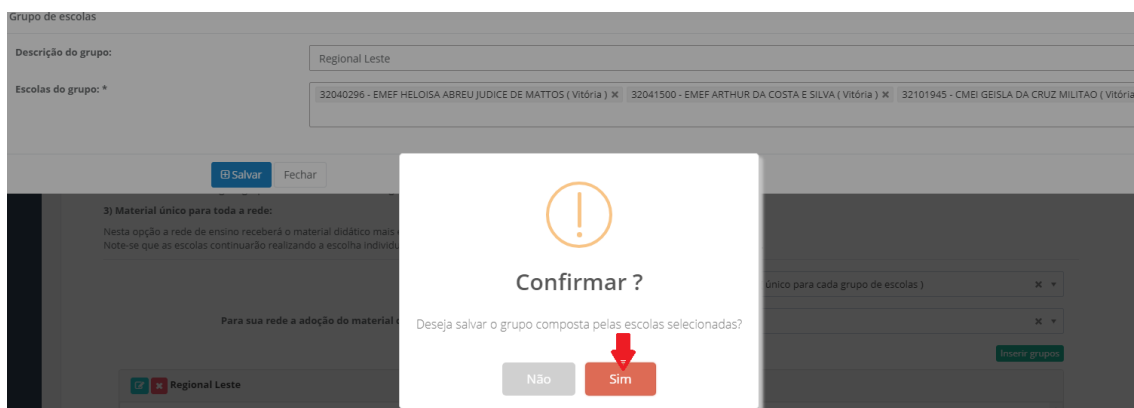 Grupo de escolas
Descrição do grupo:
Regional Leste
Escolas do grupo: *
32040296 - EMEF HELOISA ABREU JUDICE DE MATTOS ( Vitória ) × 32041500 - EMEF ARTHUR DA COSTA E SILVA ( Vitória ) × 32101945 - CMEI GEISLA DA CRUZ MILITAO ( Vitória
Salvar Fechar
3) Material único para toda a rede:
Nesta opção a rede de ensino receberá o material didático mais
Note-se que as escolas continuarão realizando a escolha individu
único para cada grupo de escolas )
Para sua rede a adoção do material
Inserir grupos
Regional Leste
Confirmar ?
Deseja salvar o grupo composta pelas escolas selecionadas?
Não Sim